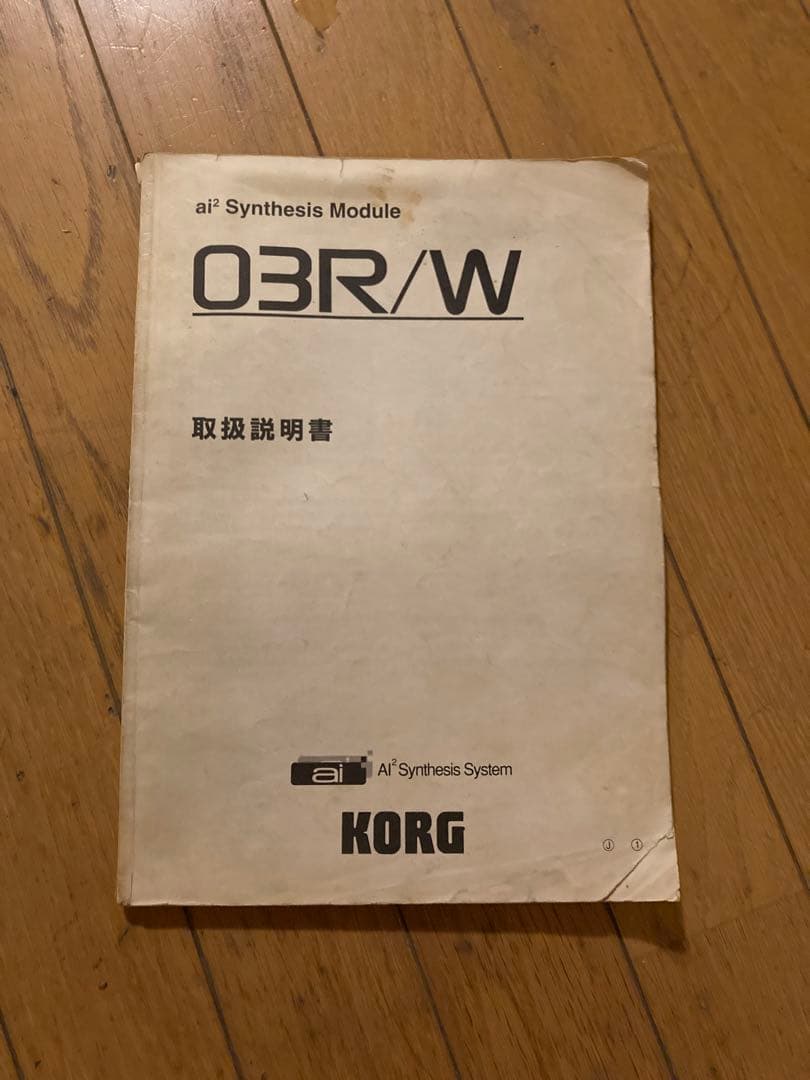 ai² Synthesis Module
03R/W
取扱説明書
ai AI² Synthesis System
KORG
Ⓙ ①